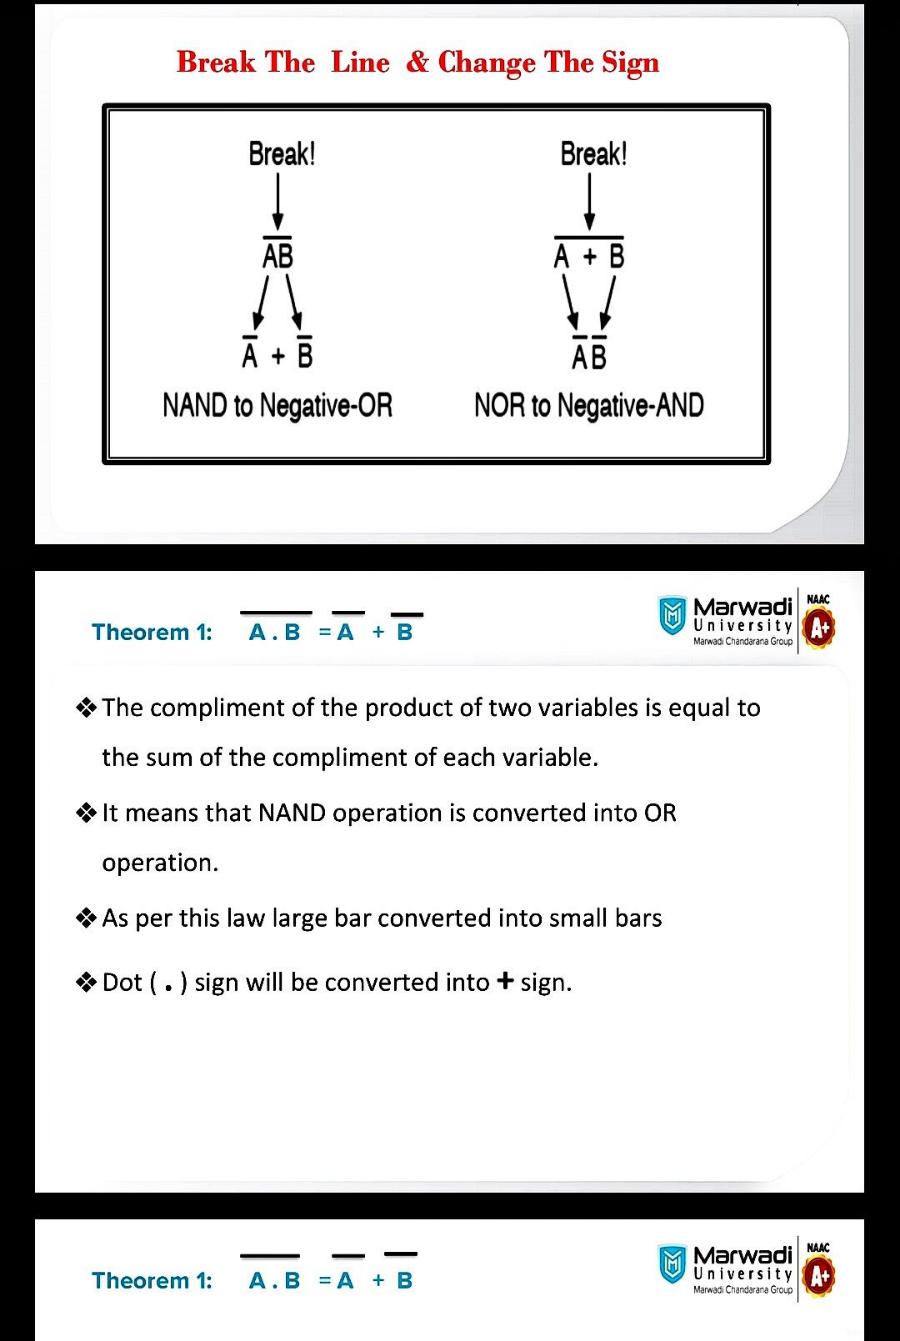 Break The Line & Change The Sign
Break! Break!
A̅B̅ A̅ ̅+̅ ̅B̅
A̅ + B̅ A̅ B̅
NAND to Negative-OR NOR to Negative-AND
Theorem 1: A̅ ̅.̅ ̅B̅ = A̅ + B̅
Marwadi
University
Marwadi Chandarana Group
NAAC
A+
❖ The compliment of the product of two variables is equal to
the sum of the compliment of each variable.
❖ It means that NAND operation is converted into OR
operation.
❖ As per this law large bar converted into small bars
❖ Dot ( . ) sign will be converted into + sign.
Theorem 1: A̅ ̅.̅ ̅B̅ = A̅ + B̅
Marwadi
University
Marwadi Chandarana Group
NAAC
A+